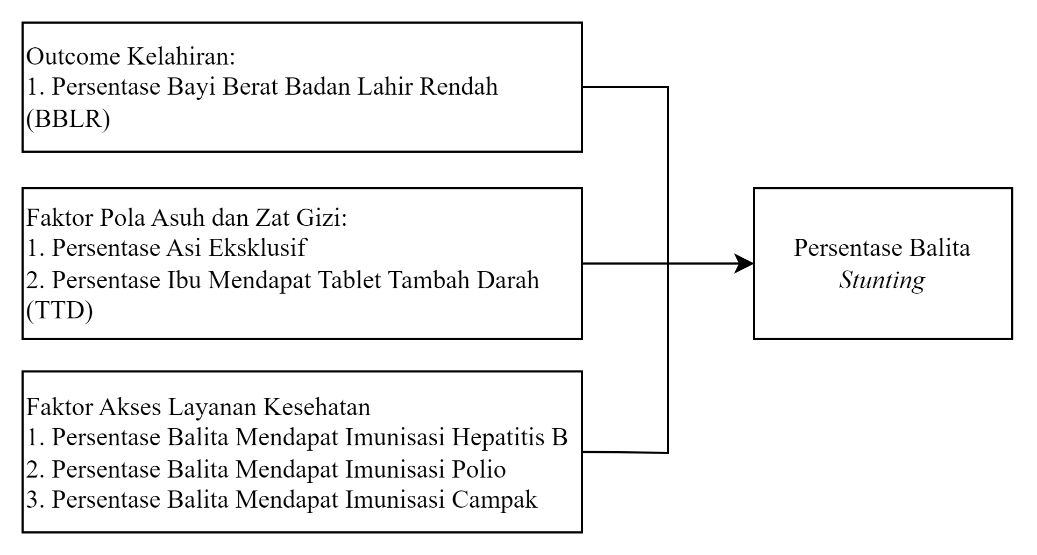 Outcome Kelahiran:
1. Persentase Bayi Berat Badan Lahir Rendah
(BBLR)
Faktor Pola Asuh dan Zat Gizi:
1. Persentase Asi Eksklusif
2. Persentase Ibu Mendapat Tablet Tambah Darah
(TTD)
Faktor Akses Layanan Kesehatan
1. Persentase Balita Mendapat Imunisasi Hepatitis B
2. Persentase Balita Mendapat Imunisasi Polio
3. Persentase Balita Mendapat Imunisasi Campak
Persentase Balita
Stunting